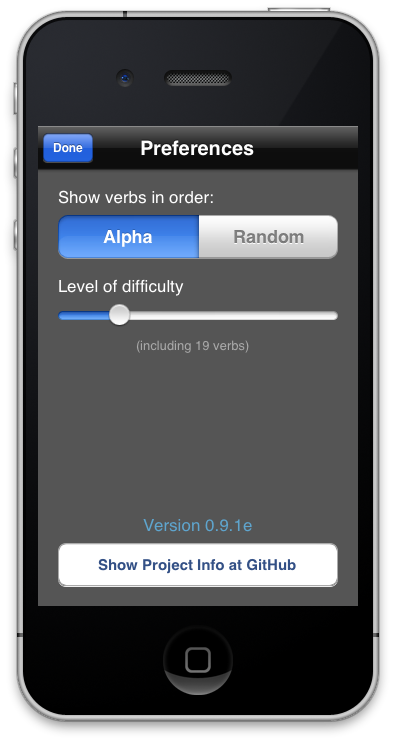 Done
Preferences
Show verbs in order:
Alpha
Random
Level of difficulty
(including 19 verbs)
Version 0.9.1e
Show Project Info at GitHub